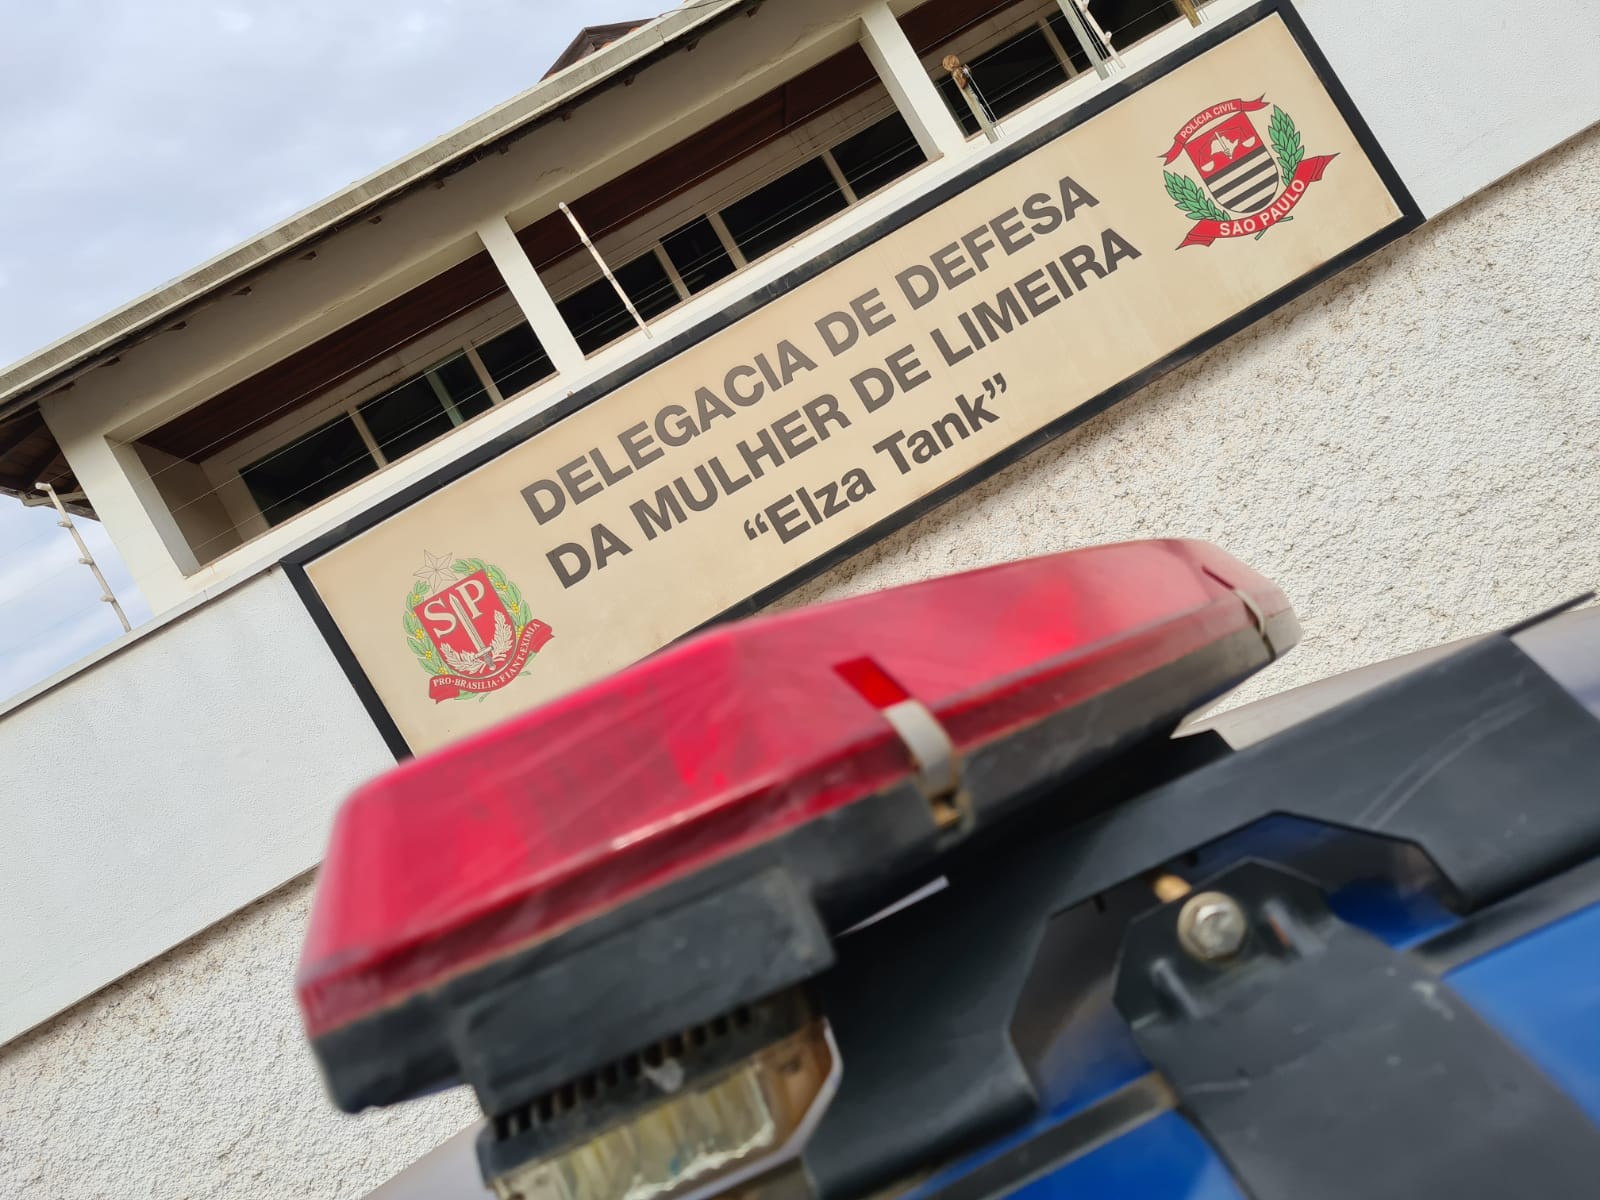 DELEGACIA DE DEFESA
DA MULHER DE LIMEIRA
“Elza Tank”
POLÍCIA CIVIL
SÃO PAULO
SP
PRO·BRASILIA·FIANT·EXIMIA